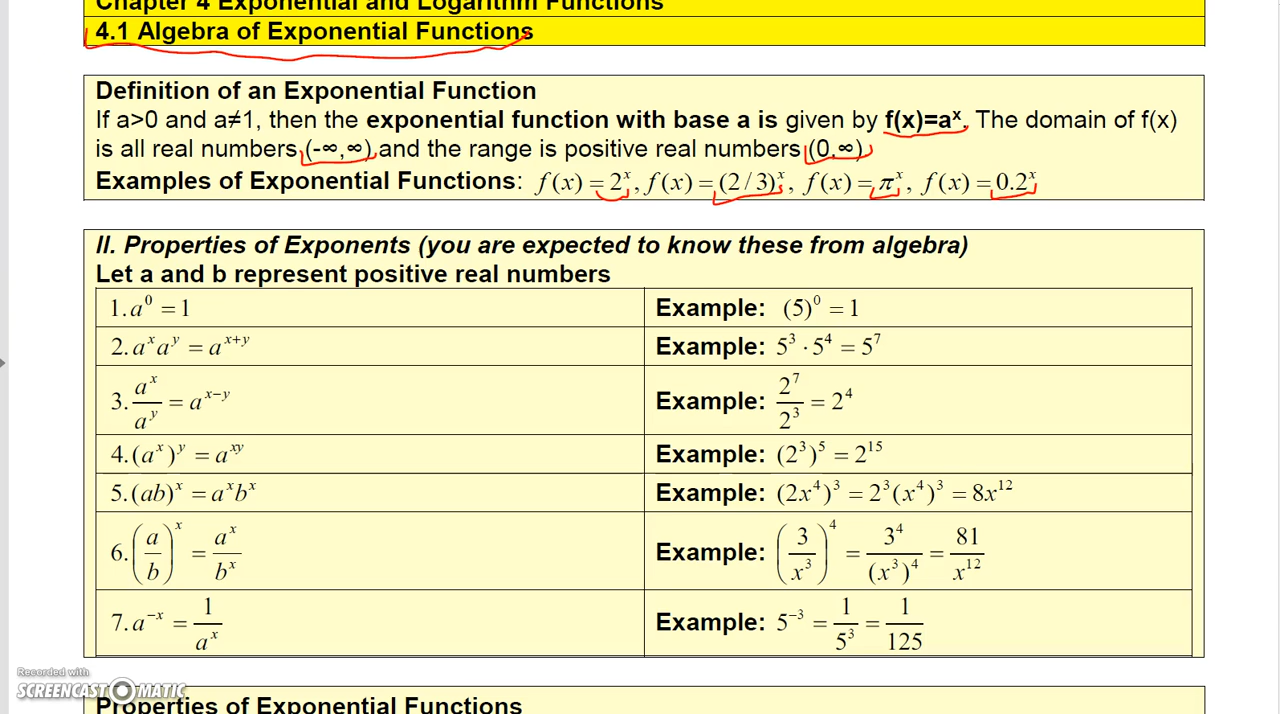 Chapter 4 Exponential and Logarithm Functions
4.1 Algebra of Exponential Functions
Definition of an Exponential Function
If a>0 and a≠1, then the exponential function with base a is given by f(x)=aˣ. The domain of f(x)
is all real numbers (-∞,∞) and the range is positive real numbers (0,∞)
Examples of Exponential Functions: f(x) = 2ˣ, f(x) = (2/3)ˣ, f(x) = πˣ, f(x) = 0.2ˣ
II. Properties of Exponents (you are expected to know these from algebra)
Let a and b represent positive real numbers
1. a⁰ = 1
Example: (5)⁰ = 1
2. aˣaʸ = aˣ⁺ʸ
Example: 5³ · 5⁴ = 5⁷
3. aˣ/aʸ = aˣ⁻ʸ
Example: 2⁷/2³ = 2⁴
4. (aˣ)ʸ = aˣʸ
Example: (2³)⁵ = 2¹⁵
5. (ab)ˣ = aˣbˣ
Example: (2x⁴)³ = 2³(x⁴)³ = 8x¹²
6. (a/b)ˣ = aˣ/bˣ
Example: (3/x³)⁴ = 3⁴/(x³)⁴ = 81/x¹²
7. a⁻ˣ = 1/aˣ
Example: 5⁻³ = 1/5³ = 1/125
Recorded with
SCREENCAST-O-MATIC
Properties of Exponential Functions